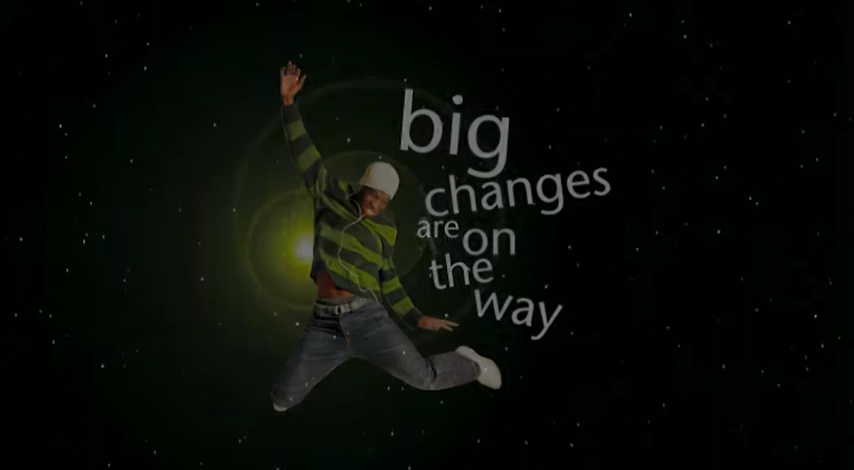 big
changes
are on
the
way